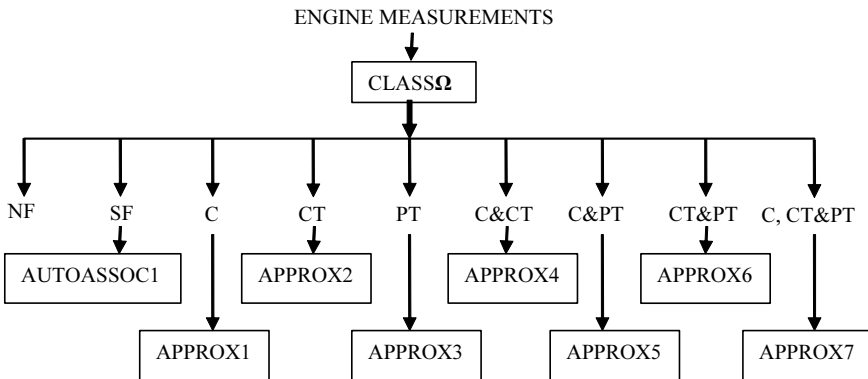 ENGINE MEASUREMENTS
CLASSΩ
NF SF C CT PT C&CT C&PT CT&PT C, CT&PT
AUTOASSOC1 APPROX2 APPROX4 APPROX6
APPROX1 APPROX3 APPROX5 APPROX7